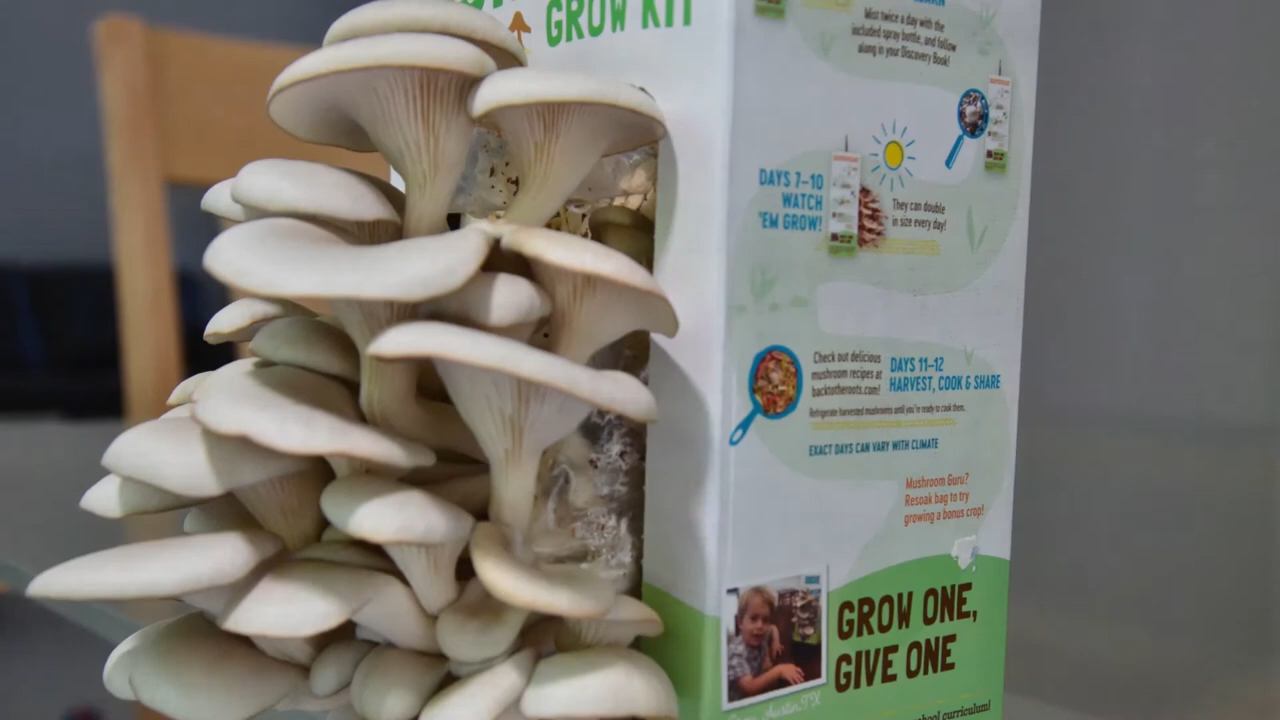 GROW KIT
LEARN
Mist twice a day with the
included spray bottle, and follow
along in your Discovery Book!
DAYS 7–10
WATCH
'EM GROW!
They can double
in size every day!
Check out delicious
mushroom recipes at
backtotheroots.com!
DAYS 11–12
HARVEST, COOK & SHARE
Refrigerate harvested mushrooms until you're ready to cook them.
EXACT DAYS CAN VARY WITH CLIMATE
Mushroom Guru?
Resoak bag to try
growing a bonus crop!
GROW ONE,
GIVE ONE
Austin, TX
school curriculum!